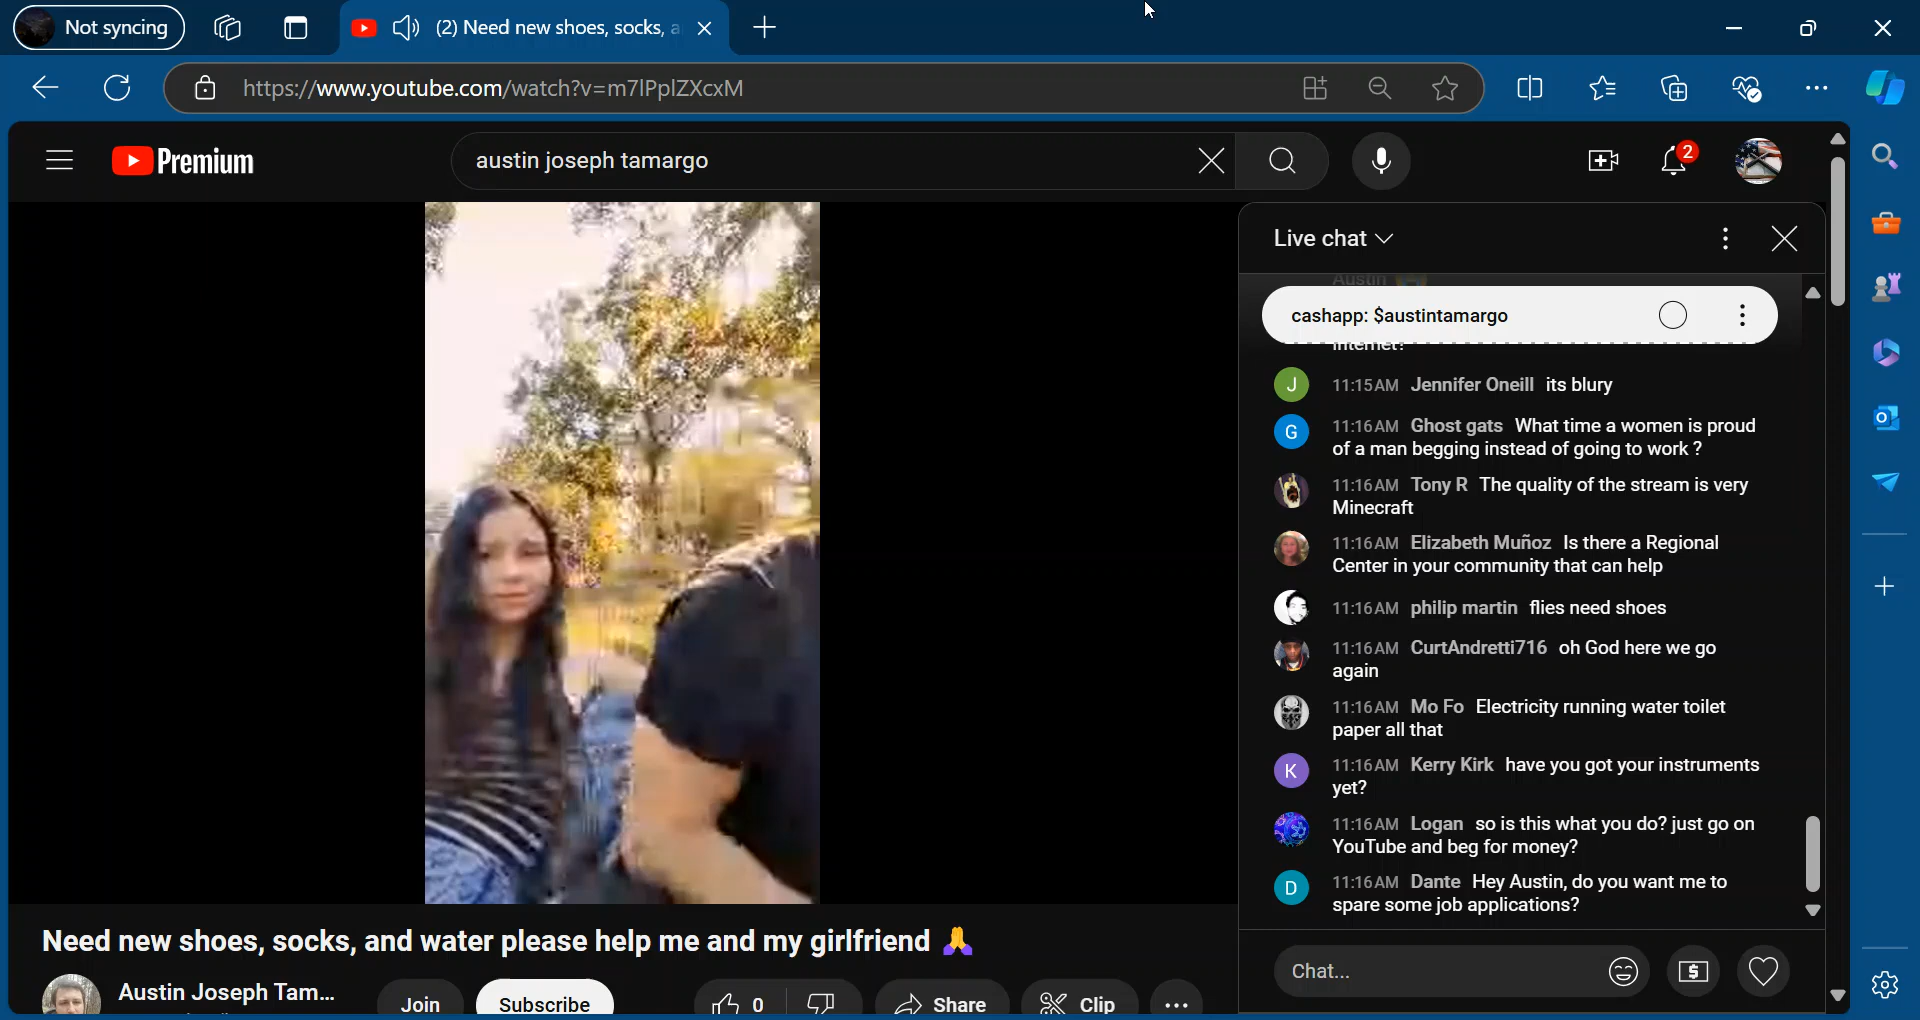 Not syncing
(2) Need new shoes, socks, a
https://www.youtube.com/watch?v=m7lPplZXcxM
Premium
austin joseph tamargo
2
Live chat
Austin
cashapp: $austintamargo
internet?
11:15AM Jennifer Oneill its blury
J
11:16AM Ghost gats What time a women is proud
of a man begging instead of going to work ?
G
11:16AM Tony R The quality of the stream is very
Minecraft
11:16AM Elizabeth Muñoz Is there a Regional
Center in your community that can help
11:16AM philip martin flies need shoes
11:16AM CurtAndretti716 oh God here we go
again
11:16AM Mo Fo Electricity running water toilet
paper all that
11:16AM Kerry Kirk have you got your instruments
yet?
K
11:16AM Logan so is this what you do? just go on
YouTube and beg for money?
11:16AM Dante Hey Austin, do you want me to
spare some job applications?
D
Chat...
Need new shoes, socks, and water please help me and my girlfriend 🙏
Austin Joseph Tam...
Join
Subscribe
0
Share
Clip